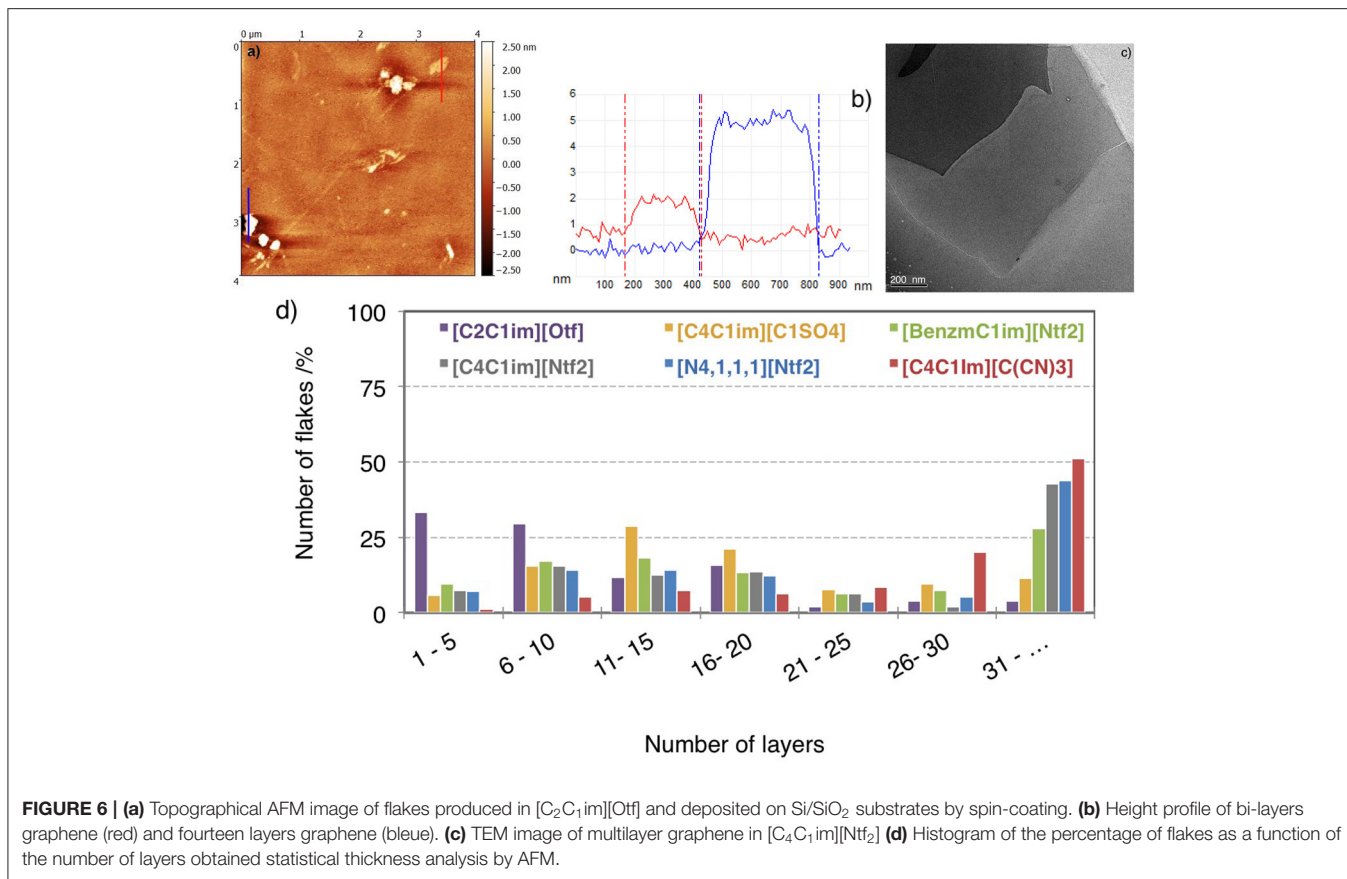 0 µm 1 2 3 4
a)
0
1
2
3
4
2.50 nm
2.00
1.50
1.00
0.50
0.00
−0.50
−1.00
−1.50
−2.00
−2.50
b)
6
5
4
3
2
1
0
nm 100 200 300 400 500 600 700 800 900 nm
c)
200 nm
d)
Number of flakes /%
100
75
50
25
0
[C2C1im][Otf] [C4C1im][C1SO4] [BenzmC1im][Ntf2]
[C4C1im][Ntf2] [N4,1,1,1][Ntf2] [C4C1Im][C(CN)3]
1 - 5 6 - 10 11- 15 16- 20 21 - 25 26- 30 31 - ...
Number of layers
FIGURE 6 | (a) Topographical AFM image of flakes produced in [C₂C₁im][Otf] and deposited on Si/SiO₂ substrates by spin-coating. (b) Height profile of bi-layers
graphene (red) and fourteen layers graphene (bleue). (c) TEM image of multilayer graphene in [C₄C₁im][Ntf₂] (d) Histogram of the percentage of flakes as a function of
the number of layers obtained statistical thickness analysis by AFM.